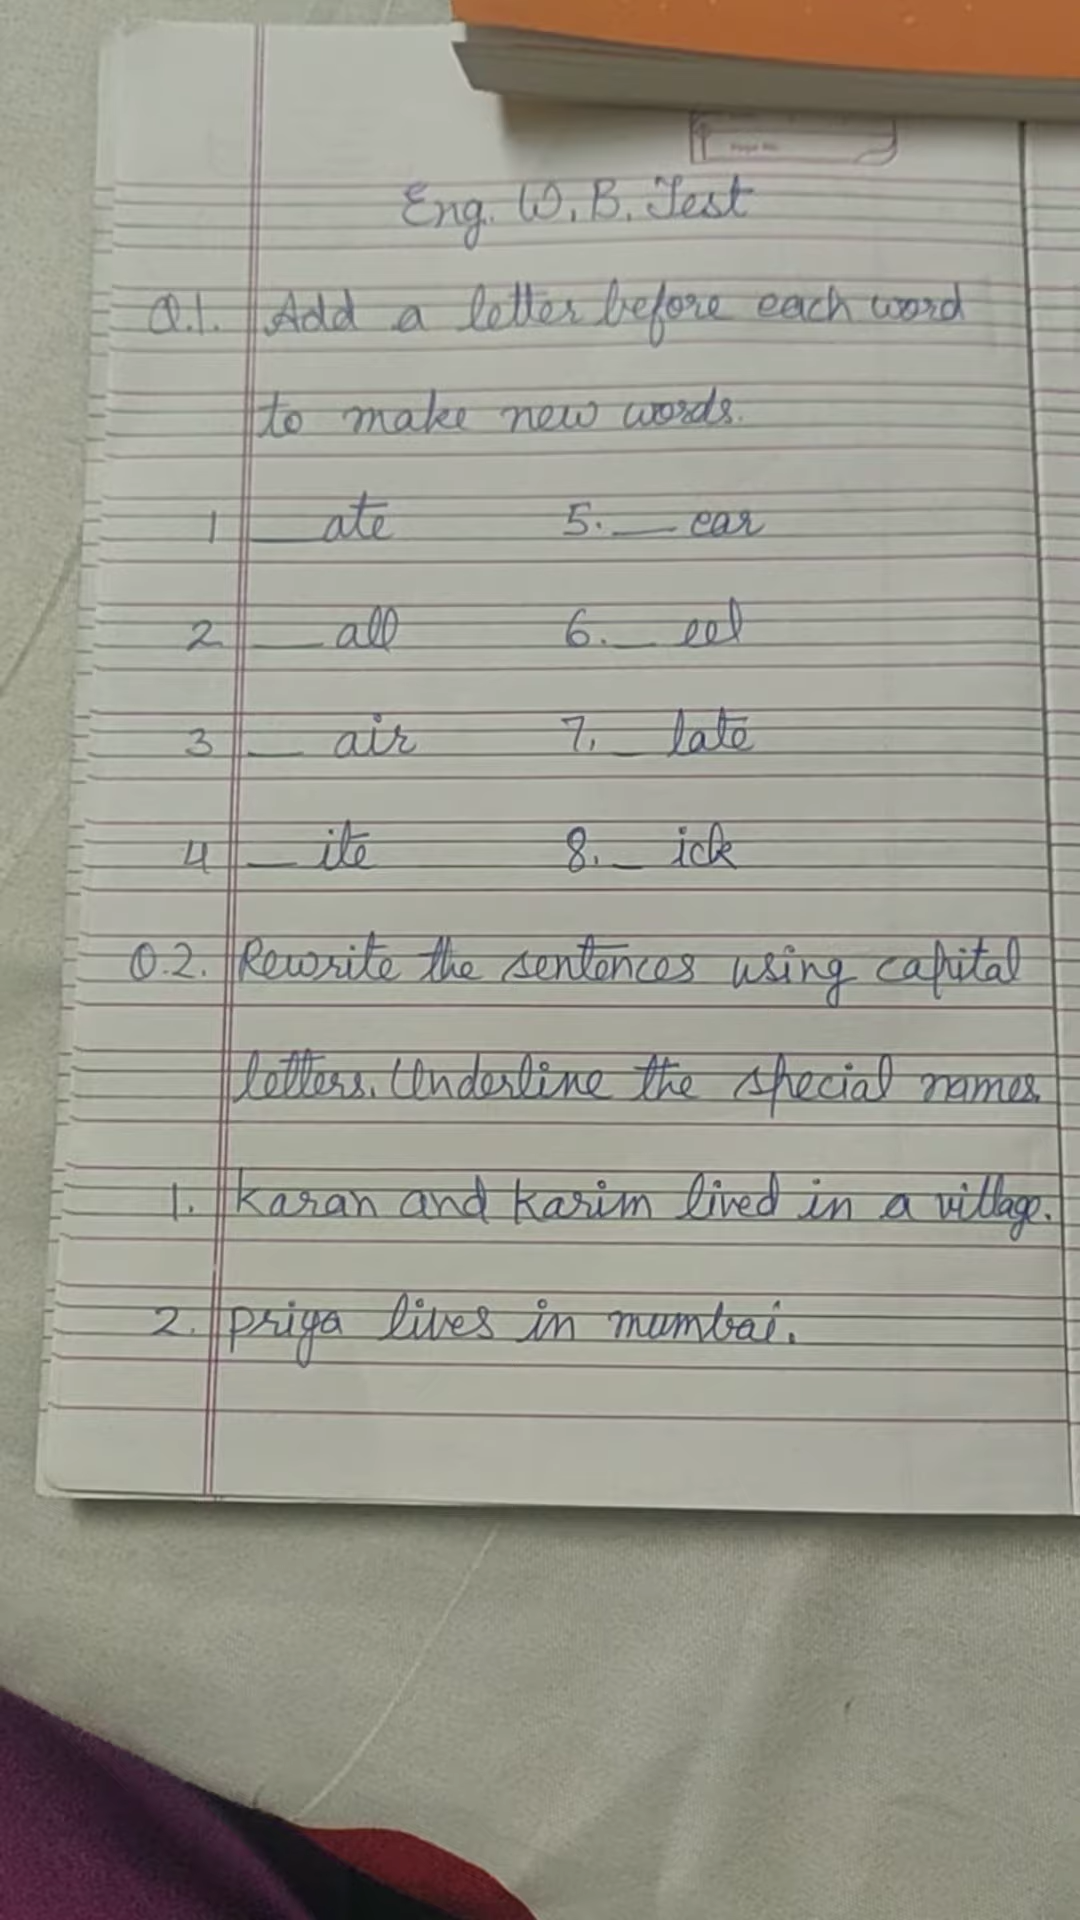 Page No.
Eng. W. B. Test
Q.1. Add a letter before each word
to make new words.
1 __ ate 5. __ ear
2 __ all 6. __ eel
3 __ air 7. __ late
4 __ ite 8. __ ick
Q.2. Rewrite the sentences using capital
letters. Underline the special names.
1. karan and karim lived in a village.
2. priya lives in mumbai.